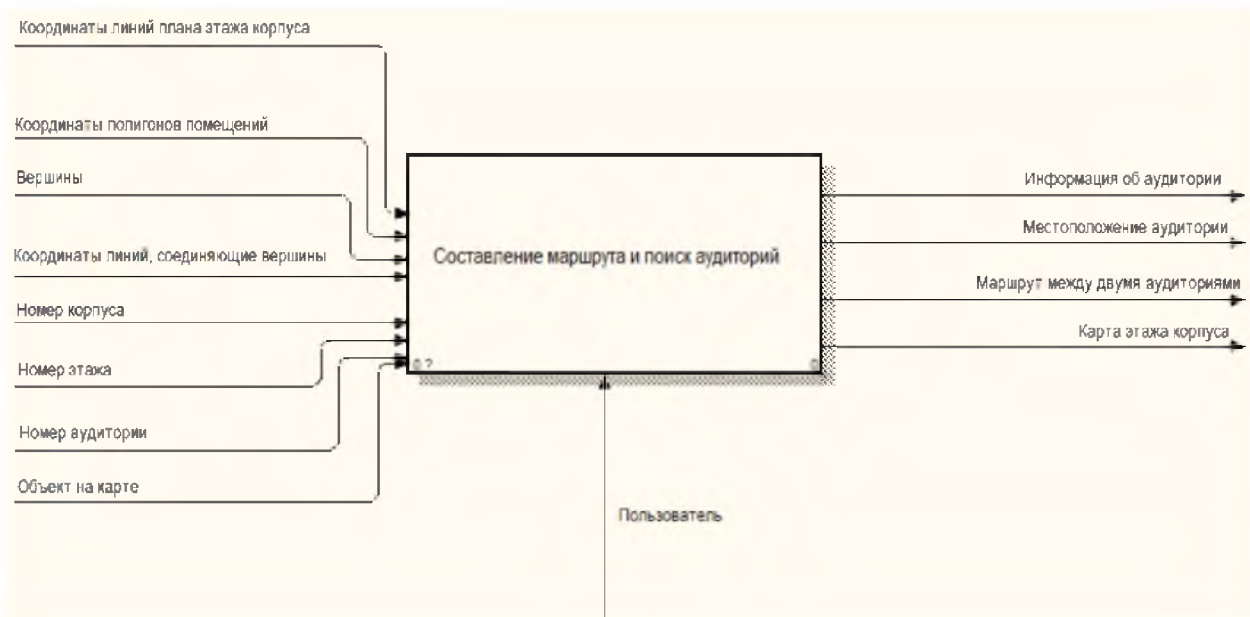 Координаты линий плана этажа корпуса
Координаты полигонов помещений
Вершины
Координаты линий, соединяющие вершины
Номер корпуса
Номер этажа
Номер аудитории
Объект на карте
Составление маршрута и поиск аудиторий
0 ?
0
Информация об аудитории
Местоположение аудитории
Маршрут между двумя аудиториями
Карта этажа корпуса
Пользователь